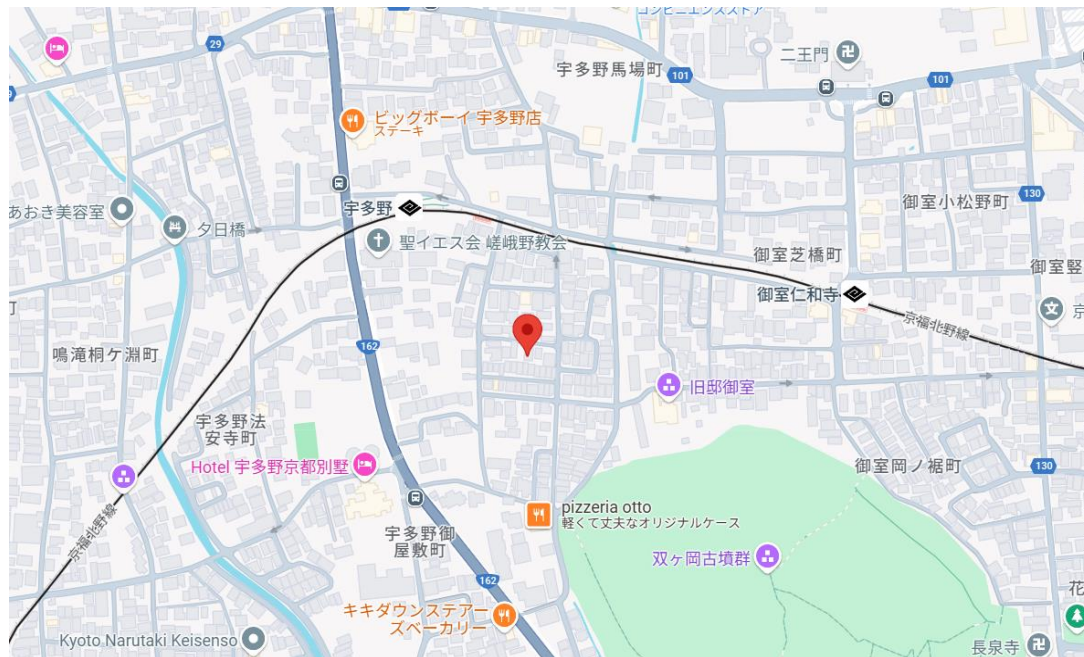 コンビニエンスストア
29
宇多野馬場町
101
二王門
101
ビッグボーイ 宇多野店
ステーキ
あおき美容室
夕日橋
宇多野
聖イエス会 嵯峨野教会
御室小松野町
130
御室芝橋町
御室竪
御室仁和寺
京福北野線
京
町
鳴滝桐ケ淵町
162
旧邸御室
宇多野法
安寺町
Hotel 宇多野京都別墅
御室岡ノ裾町
130
pizzeria otto
軽くて丈夫なオリジナルケース
京福北野線
宇多野御
屋敷町
双ヶ岡古墳群
162
キキダウンステアー
ズベーカリー
花
Kyoto Narutaki Keisenso
長泉寺